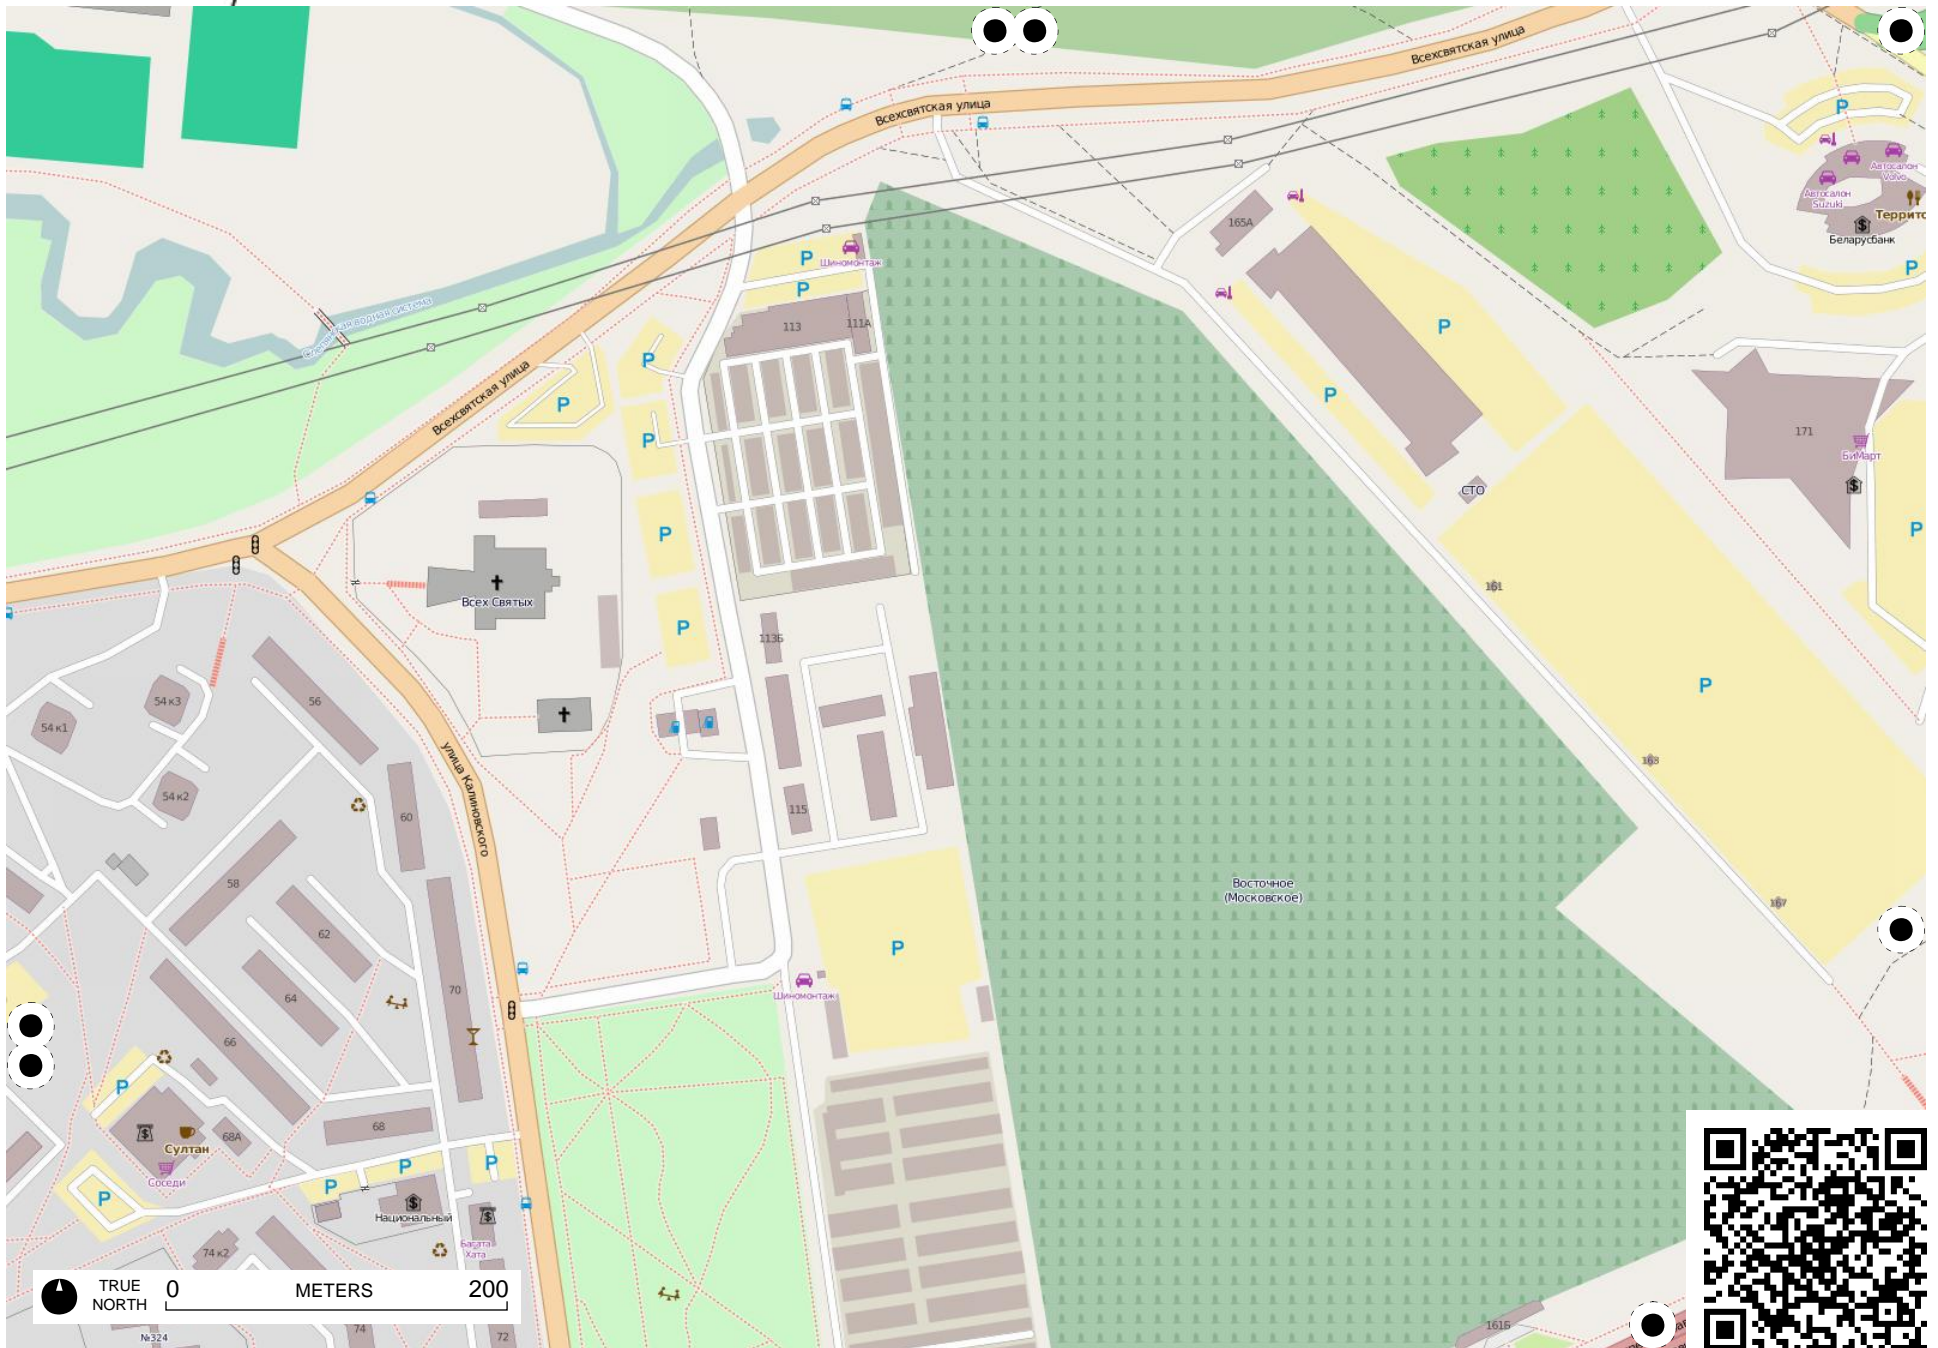 Всехсвятская улица
Всехсвятская улица
P
Автосалон
Volvo
Автосалон
Suzuki
Беларусбанк
165А
P
Шиномонтаж
P
P
113
111А
P
P
P
P
P
171
БиМарт
Всехсвятская улица
P
СТО
P
P
Всех Святых
161
P
113Б
54 к3
56
54 к1
P
163
улица Калиновского
54 к2
60
115
58
Восточное
(Московское)
167
62
P
70
64
Шиномонтаж
66
P
68
68А
Султан
P
P
Соседи
P
P
Национальный
Багата
Хата
74 к2
TRUE
NORTH
0
METERS
200
74
72
№324
161Б